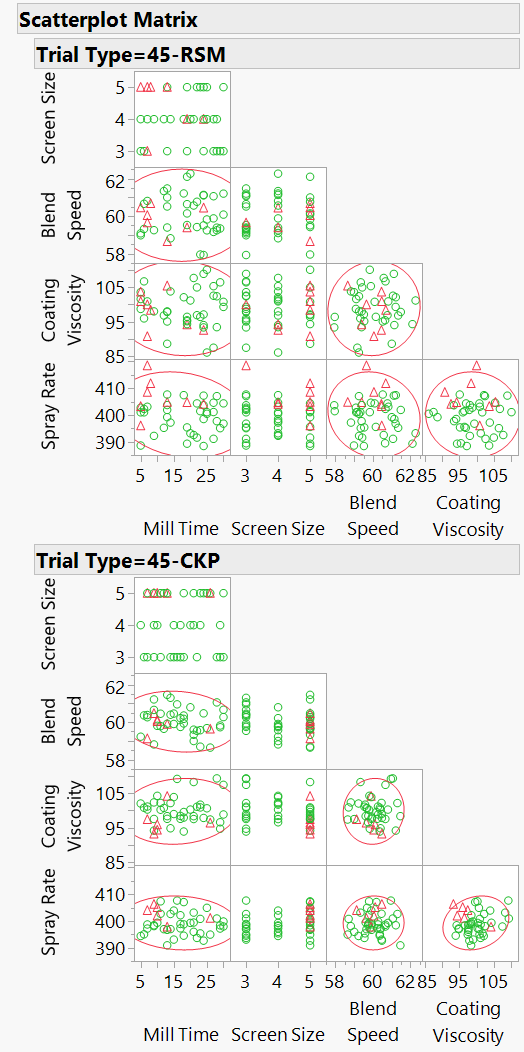 Scatterplot Matrix
Trial Type=45-RSM
Screen Size
5
4
3
Blend
Speed
62
60
58
Coating
Viscosity
105
95
85
Spray Rate
410
400
390
5 15 25 3 4 5 58 60 62 85 95 105
Mill Time Screen Size Blend Speed Coating Viscosity
Trial Type=45-CKP
Screen Size
5
4
3
Blend
Speed
62
60
58
Coating
Viscosity
105
95
85
Spray Rate
410
400
390
5 15 25 3 4 5 58 60 62 85 95 105
Mill Time Screen Size Blend Speed Coating Viscosity